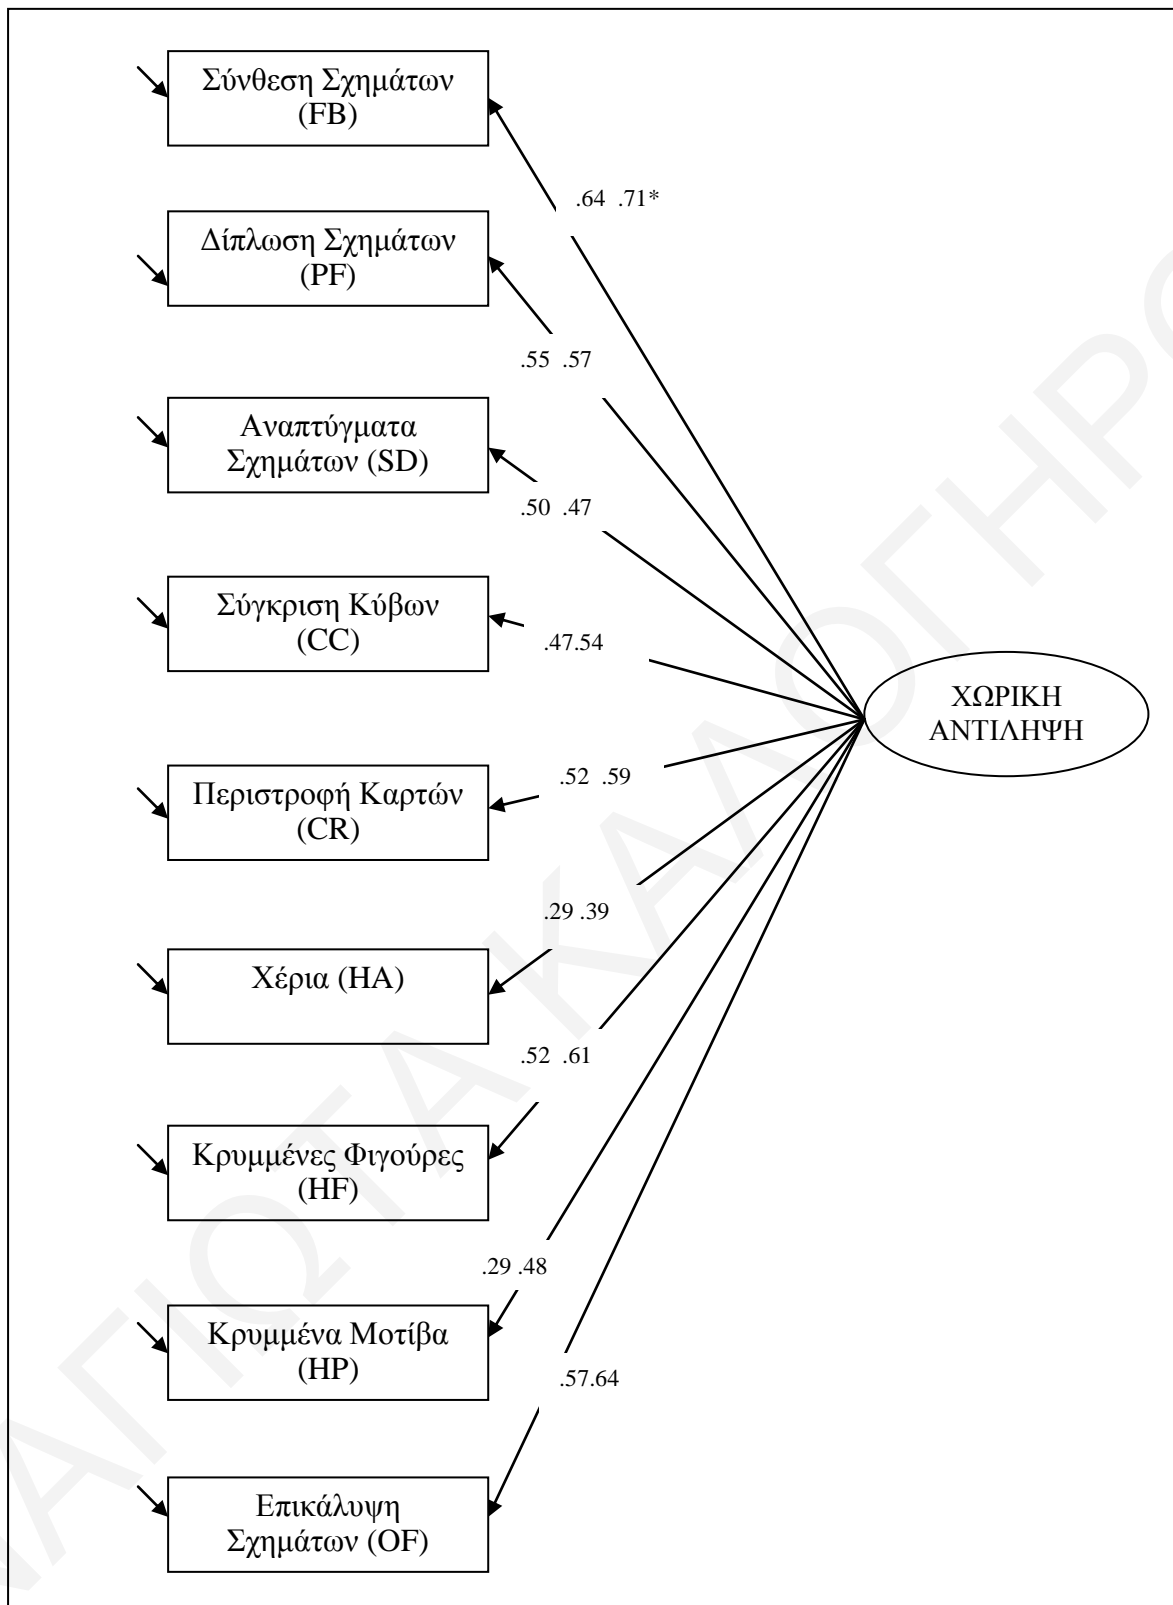 Σύνθεση Σχημάτων
(FB)
.64 .71*
Δίπλωση Σχημάτων
(PF)
.55 .57
Αναπτύγματα
Σχημάτων (SD)
.50 .47
Σύγκριση Κύβων
(CC)
.47.54
ΧΩΡΙΚΗ
ΑΝΤΙΛΗΨΗ
Περιστροφή Καρτών
(CR)
.52 .59
.29 .39
Χέρια (HA)
.52 .61
Κρυμμένες Φιγούρες
(HF)
.29 .48
Κρυμμένα Μοτίβα
(HP)
.57.64
Επικάλυψη
Σχημάτων (OF)